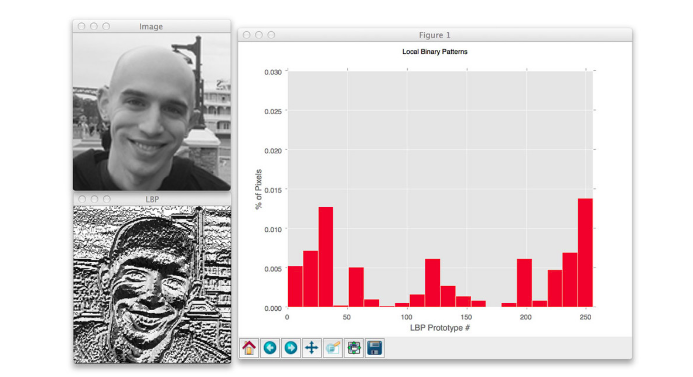 Image
LBP
Figure 1
Local Binary Patterns
0.030
0.025
0.020
0.015
0.010
0.005
0.000
% of Pixels
0 50 100 150 200 250
LBP Prototype #